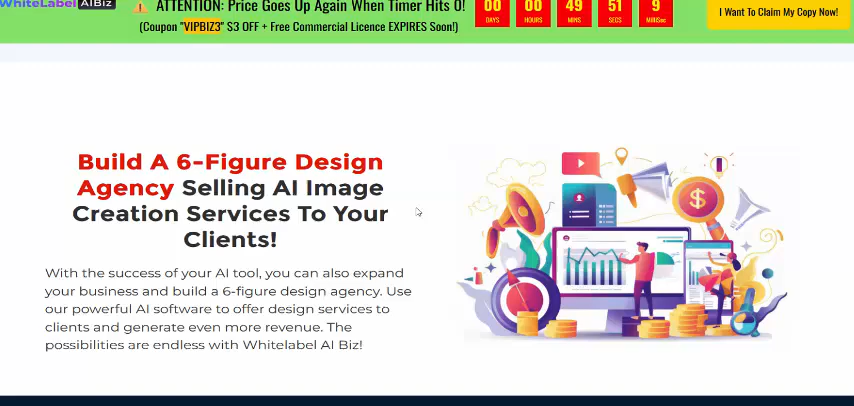 WhiteLabel AIBiz
ATTENTION: Price Goes Up Again When Timer Hits 0!
(Coupon "VIPBIZ3" $3 OFF + Free Commercial Licence EXPIRES Soon!)
00 00 49 51 9
DAYS HOURS MINS SECS MilliSec
I Want To Claim My Copy Now!
Build A 6-Figure Design
Agency Selling AI Image
Creation Services To Your
Clients!
With the success of your AI tool, you can also expand
your business and build a 6-figure design agency. Use
our powerful AI software to offer design services to
clients and generate even more revenue. The
possibilities are endless with Whitelabel AI Biz!